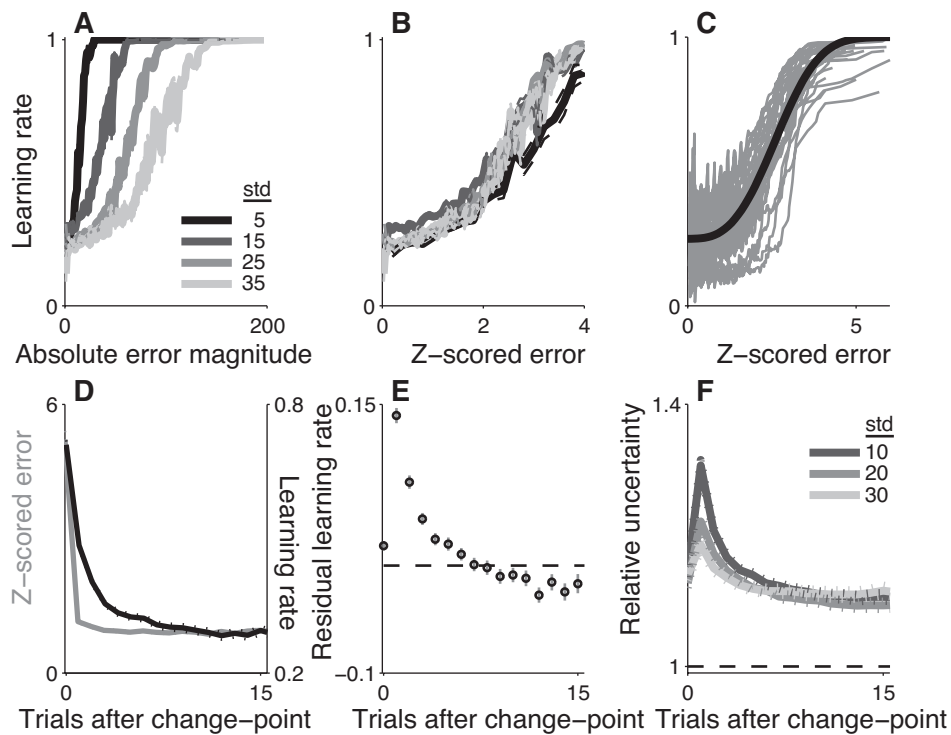 A
B
C
1
1
1
Learning rate
std
5
15
25
35
0
0
0
0
200
0
2
4
0
5
Absolute error magnitude
Z−scored error
Z−scored error
D
E
F
6
0.8
0.15
1.4
Z−scored error
Learning rate
Residual learning rate
Relative uncertainty
std
10
20
30
1
0
0.2
−0.1
0
15
0
15
0
15
Trials after change−point
Trials after change−point
Trials after change−point